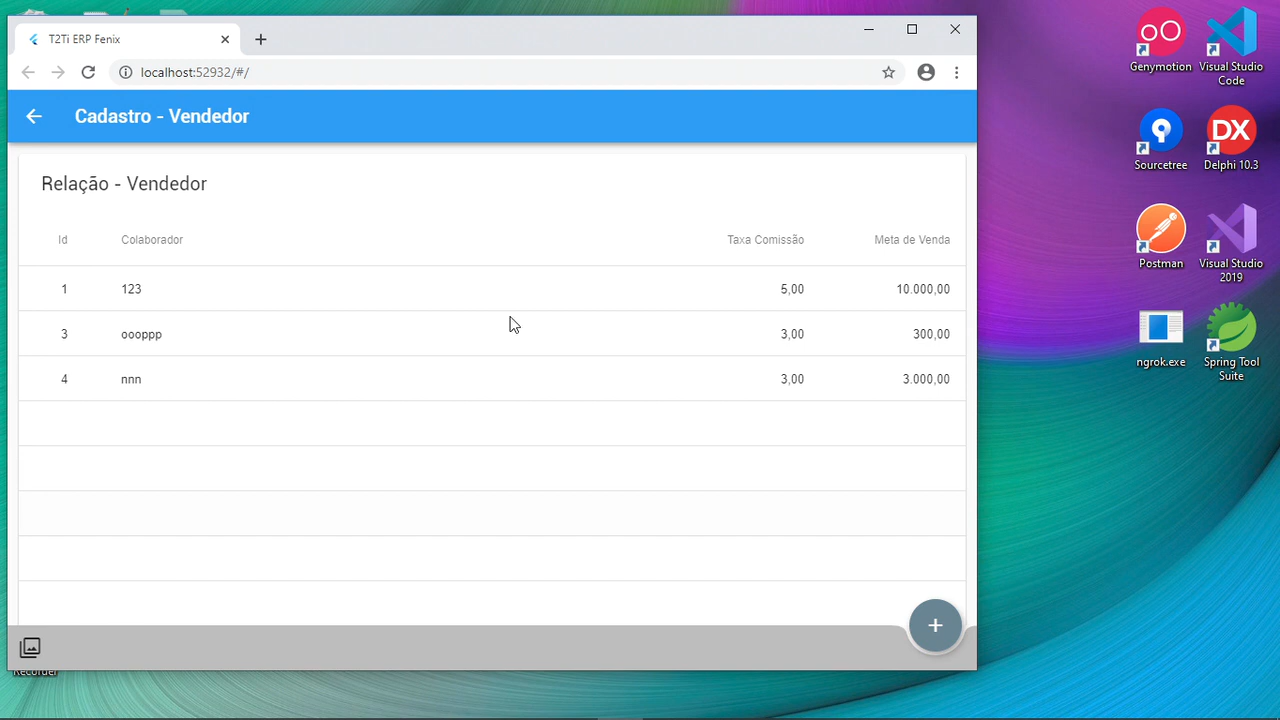 T2Ti ERP Fenix
localhost:52932/#/
Cadastro - Vendedor
Relação - Vendedor
Id Colaborador Taxa Comissão Meta de Venda
1 123 5,00 10.000,00
3 oooppp 3,00 300,00
4 nnn 3,00 3.000,00
Recorder
Genymotion
Visual Studio
Code
Sourcetree
DX
Delphi 10.3
Postman
Visual Studio
2019
ngrok.exe
Spring Tool
Suite